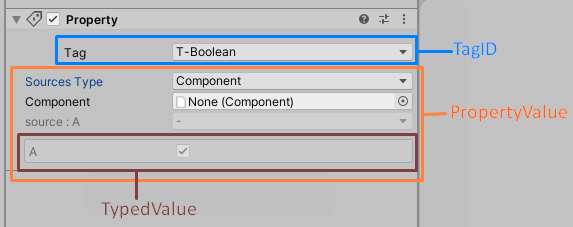 Property
Tag T-Boolean TagID
Sources Type Component
Component None (Component) PropertyValue
source : A -
A
TypedValue